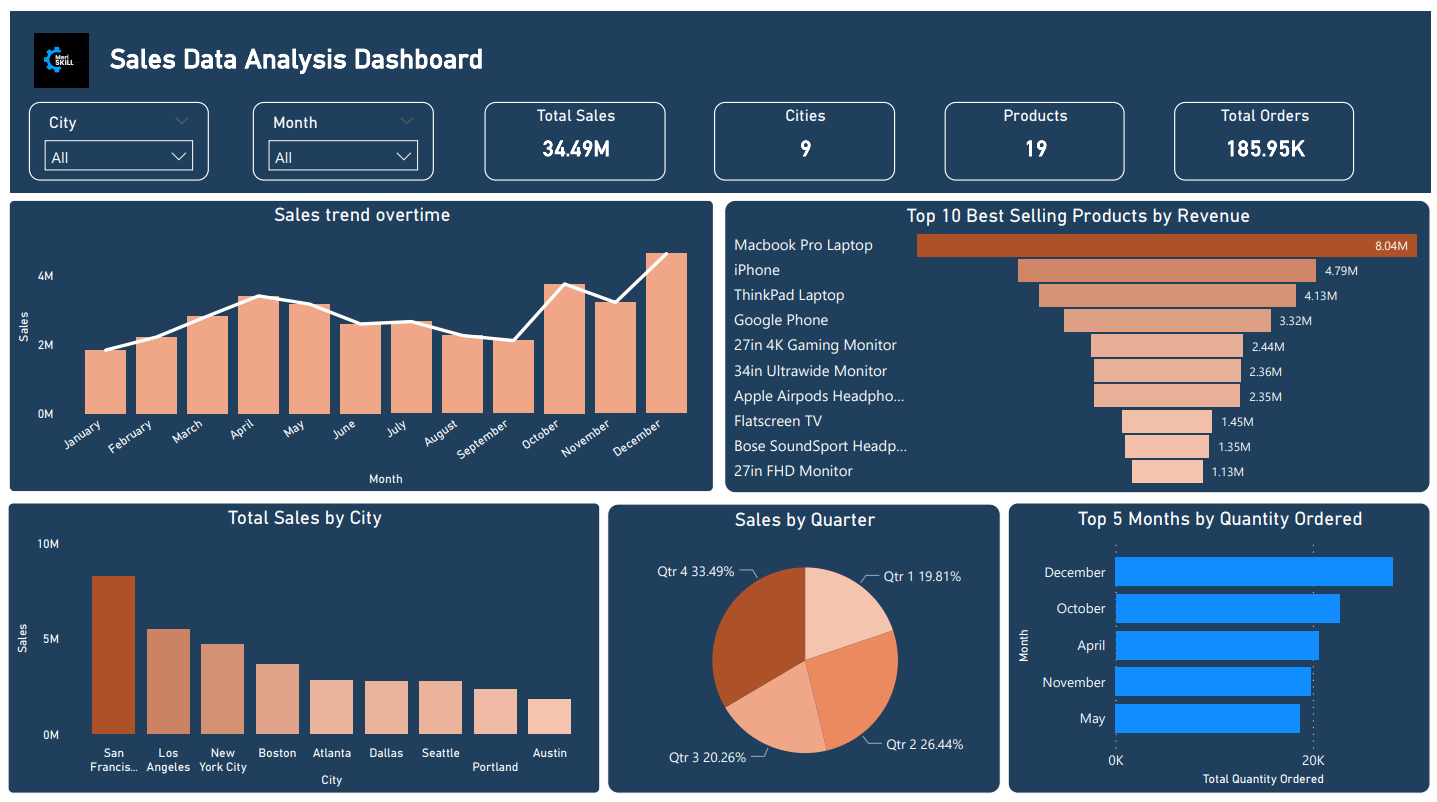 Meri
SKILL
Sales Data Analysis Dashboard
City
All
Month
All
Total Sales
34.49M
Cities
9
Products
19
Total Orders
185.95K
Sales trend overtime
Sales
4M
2M
0M
January
February
March
April
May
June
July
August
September
October
November
December
Month
Top 10 Best Selling Products by Revenue
Macbook Pro Laptop 8.04M
iPhone 4.79M
ThinkPad Laptop 4.13M
Google Phone 3.32M
27in 4K Gaming Monitor 2.44M
34in Ultrawide Monitor 2.36M
Apple Airpods Headpho... 2.35M
Flatscreen TV 1.45M
Bose SoundSport Headp... 1.35M
27in FHD Monitor 1.13M
Total Sales by City
Sales
10M
5M
0M
San
Francis...
Los
Angeles
New
York City
Boston
Atlanta
Dallas
Seattle
Portland
Austin
City
Sales by Quarter
Qtr 4 33.49%
Qtr 1 19.81%
Qtr 3 20.26%
Qtr 2 26.44%
Top 5 Months by Quantity Ordered
Month
December
October
April
November
May
0K
20K
Total Quantity Ordered